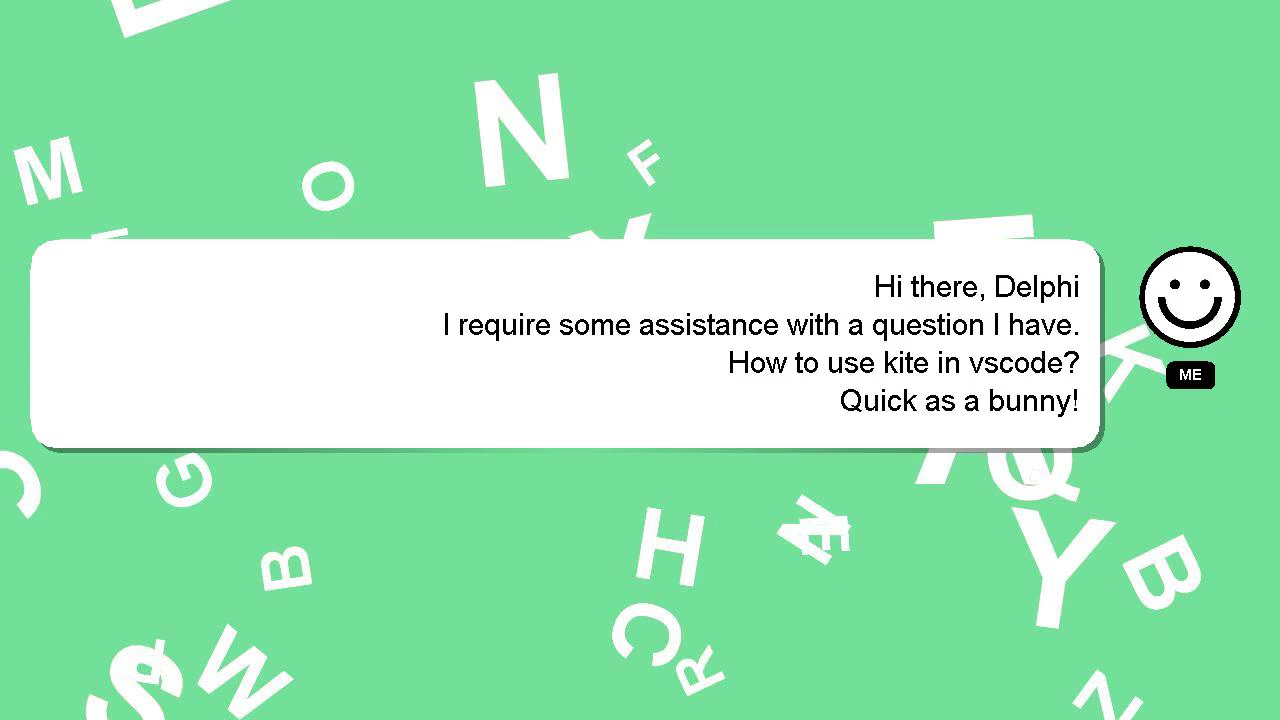 Hi there, Delphi
I require some assistance with a question I have.
How to use kite in vscode?
Quick as a bunny!
ME
M
O
N
F
K
G
Q
B
H
Y
B
C
R
W
S
N